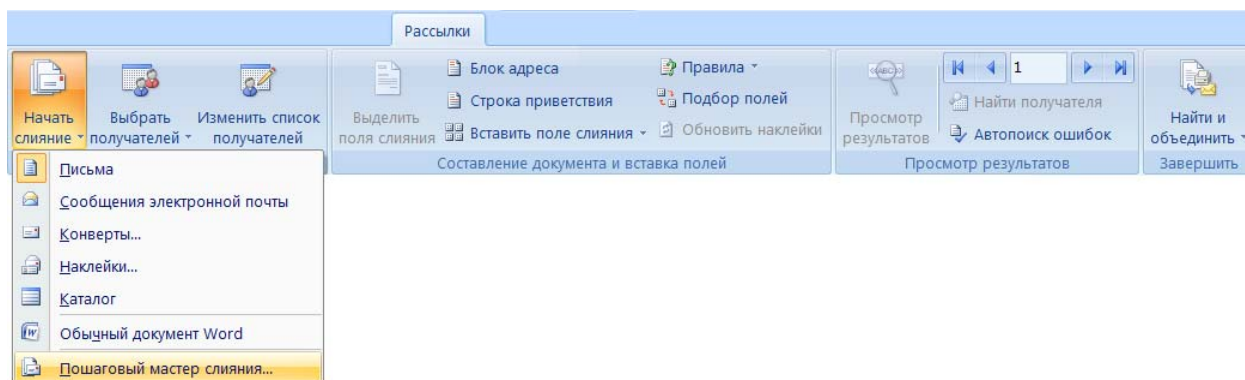 Рассылки
Начать слияние
Выбрать получателей
Изменить список получателей
Выделить поля слияния
Блок адреса
Строка приветствия
Вставить поле слияния
Правила
Подбор полей
Обновить наклейки
Составление документа и вставка полей
«ABC»
Просмотр результатов
1
Найти получателя
Автопоиск ошибок
Просмотр результатов
Найти и объединить
Завершить
Письма
Сообщения электронной почты
Конверты...
Наклейки...
Каталог
Обычный документ Word
Пошаговый мастер слияния...